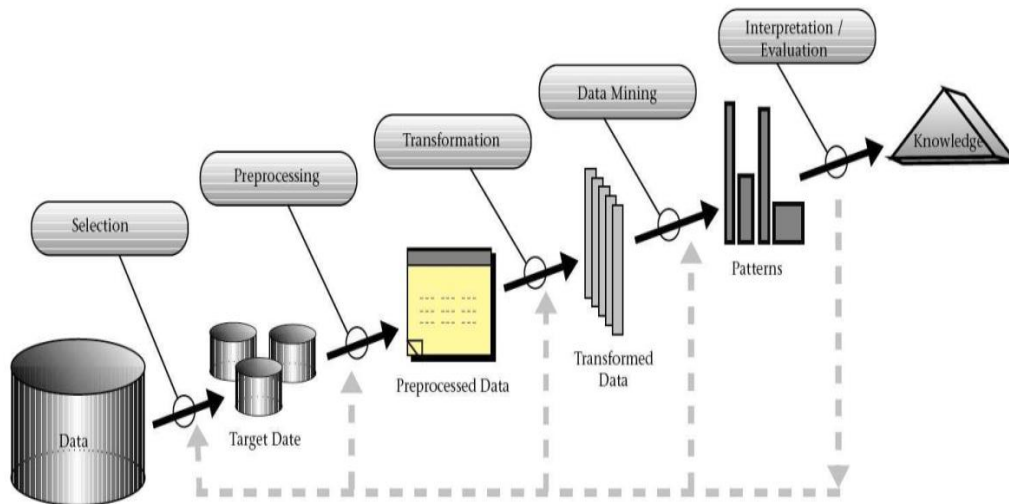 Interpretation /
Evaluation
Data Mining
Transformation
Preprocessing
Selection
Data
Target Date
Preprocessed Data
Transformed
Data
Patterns
Knowledge